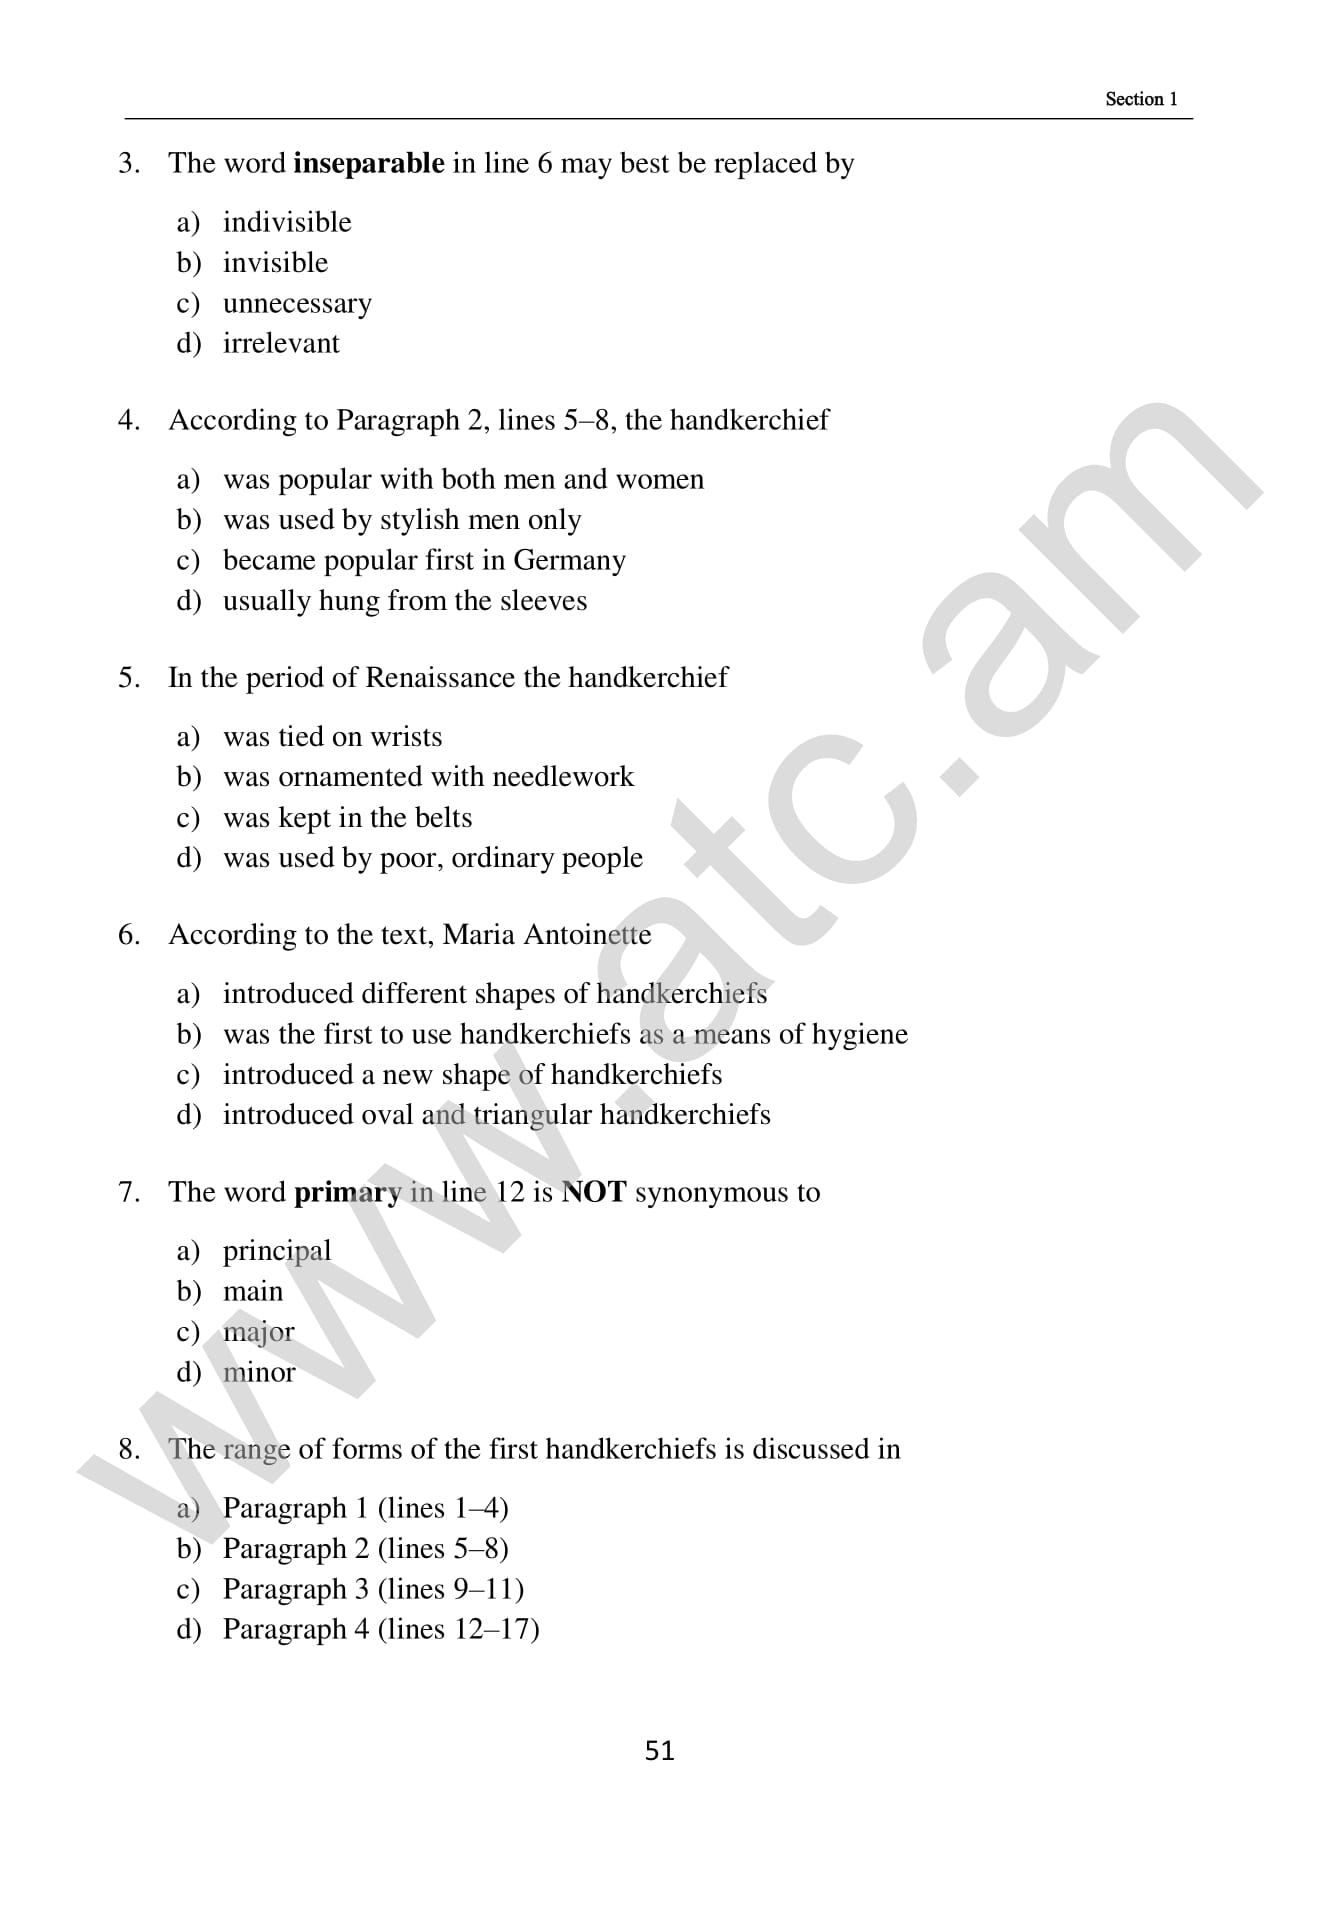 Section 1
3. The word inseparable in line 6 may best be replaced by
a) indivisible
b) invisible
c) unnecessary
d) irrelevant
4. According to Paragraph 2, lines 5–8, the handkerchief
a) was popular with both men and women
b) was used by stylish men only
c) became popular first in Germany
d) usually hung from the sleeves
5. In the period of Renaissance the handkerchief
a) was tied on wrists
b) was ornamented with needlework
c) was kept in the belts
d) was used by poor, ordinary people
6. According to the text, Maria Antoinette
a) introduced different shapes of handkerchiefs
b) was the first to use handkerchiefs as a means of hygiene
c) introduced a new shape of handkerchiefs
d) introduced oval and triangular handkerchiefs
7. The word primary in line 12 is NOT synonymous to
a) principal
b) main
c) major
d) minor
8. The range of forms of the first handkerchiefs is discussed in
a) Paragraph 1 (lines 1–4)
b) Paragraph 2 (lines 5–8)
c) Paragraph 3 (lines 9–11)
d) Paragraph 4 (lines 12–17)
51
www.atc.am